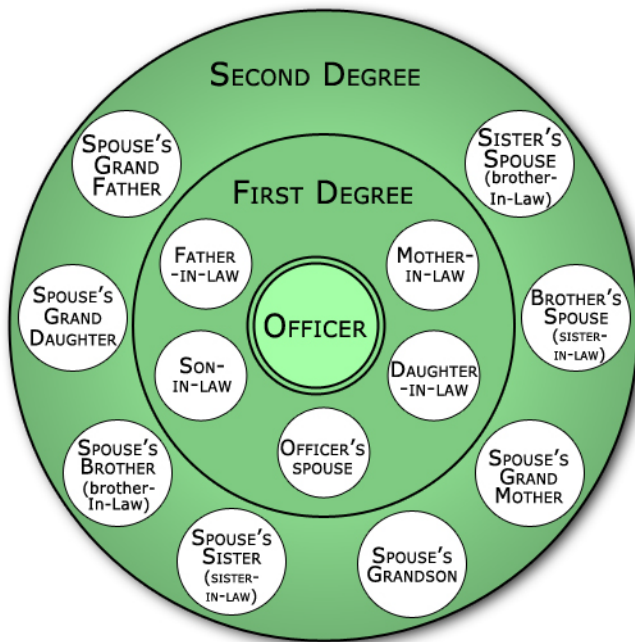 SECOND DEGREE
SPOUSE'S
GRAND
FATHER
SISTER'S
SPOUSE
(brother-
In-Law)
FIRST DEGREE
FATHER
-IN-LAW
MOTHER-
IN-LAW
SPOUSE'S
GRAND
DAUGHTER
OFFICER
BROTHER'S
SPOUSE
(SISTER-
IN-LAW)
SON-
IN-LAW
DAUGHTER
-IN-LAW
SPOUSE'S
BROTHER
(brother-
In-Law)
OFFICER'S
SPOUSE
SPOUSE'S
GRAND
MOTHER
SPOUSE'S
SISTER
(SISTER-
IN-LAW)
SPOUSE'S
GRANDSON